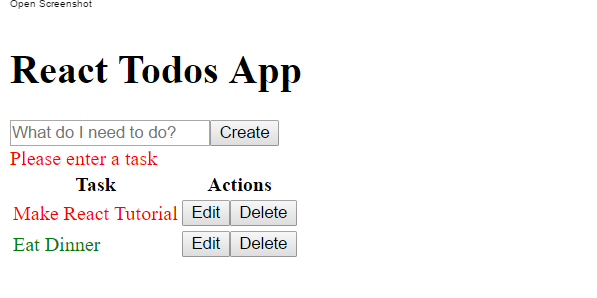 Open Screenshot
React Todos App
What do I need to do? Create
Please enter a task
Task Actions
Make React Tutorial Edit Delete
Eat Dinner Edit Delete